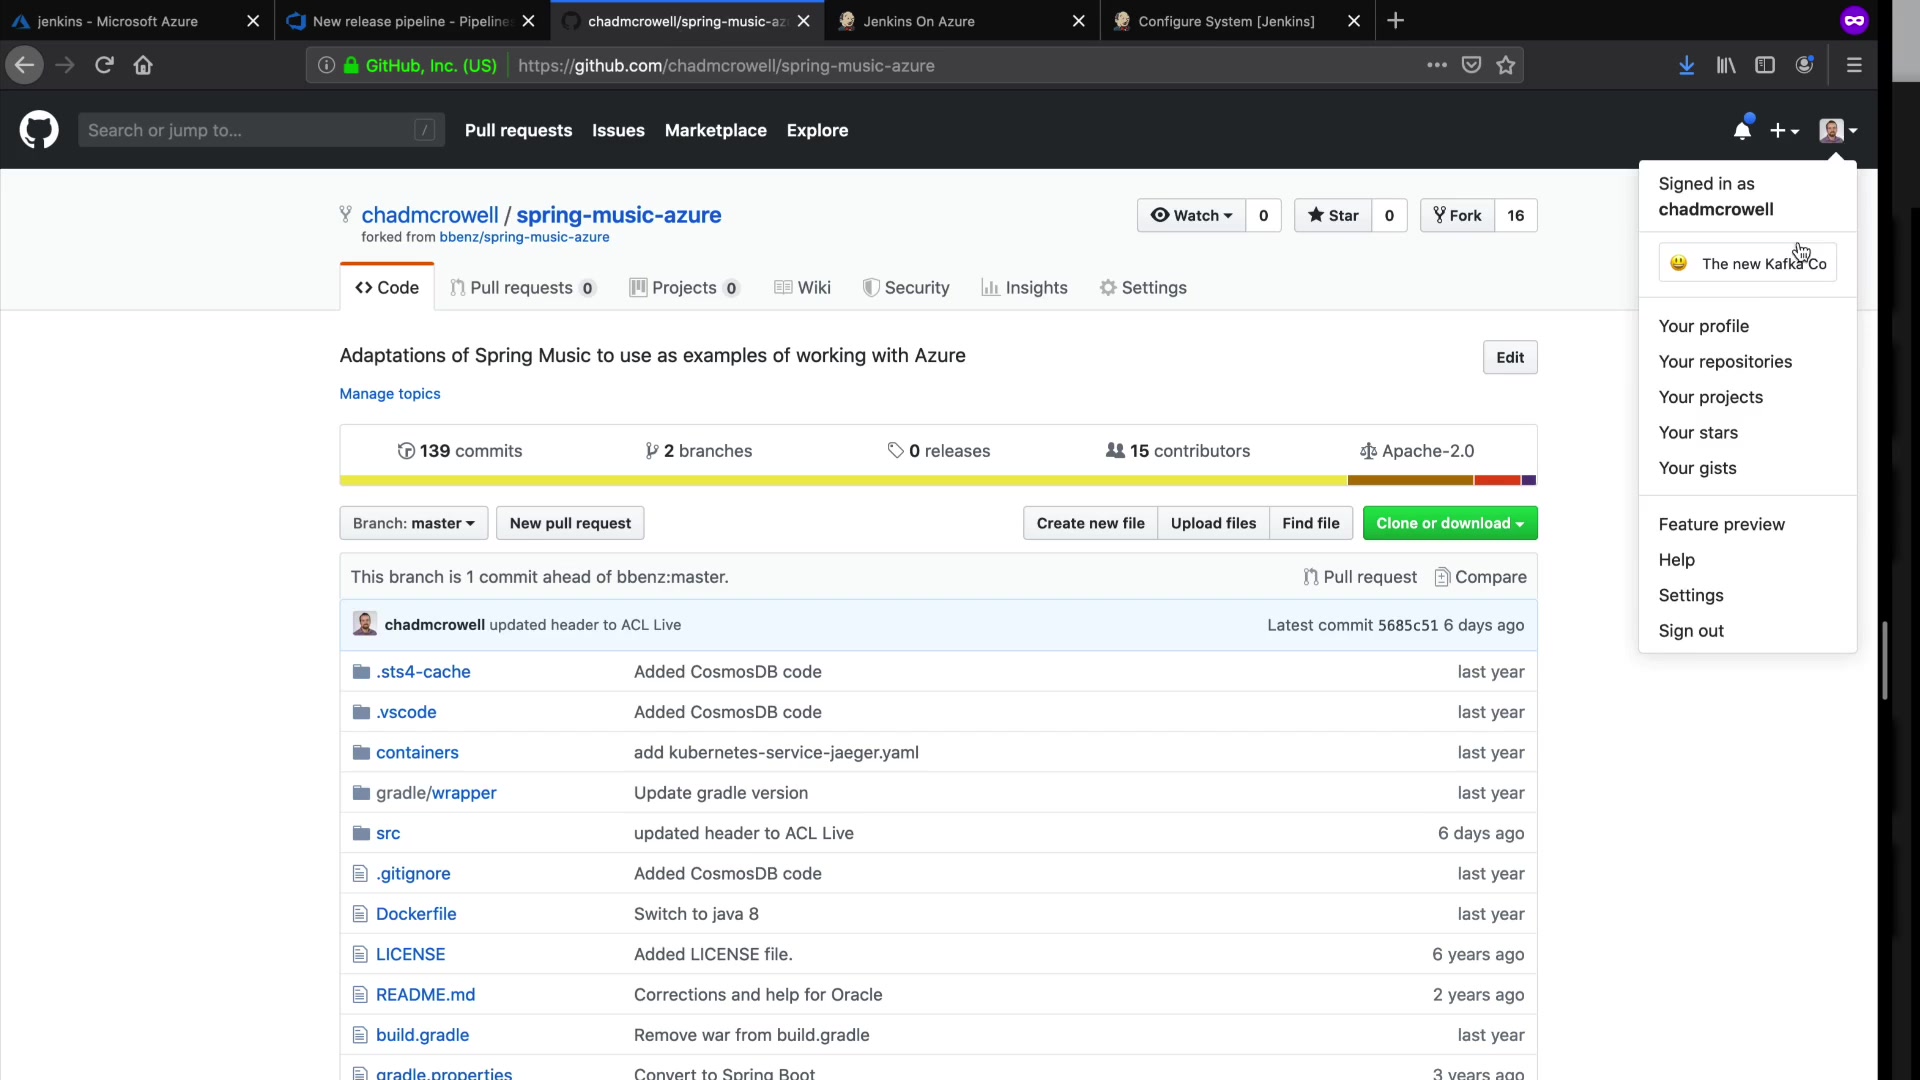 jenkins - Microsoft Azure
New release pipeline - Pipelines
chadmcrowell/spring-music-az
Jenkins On Azure
Configure System [Jenkins]
GitHub, Inc. (US)
https://github.com/chadmcrowell/spring-music-azure
Search or jump to...
/
Pull requests
Issues
Marketplace
Explore
Signed in as
chadmcrowell
The new Kafka Co
Your profile
Your repositories
Your projects
Your stars
Your gists
Feature preview
Help
Settings
Sign out
chadmcrowell / spring-music-azure
forked from bbenz/spring-music-azure
Watch 0
Star 0
Fork 16
Code
Pull requests 0
Projects 0
Wiki
Security
Insights
Settings
Adaptations of Spring Music to use as examples of working with Azure
Edit
Manage topics
139 commits
2 branches
0 releases
15 contributors
Apache-2.0
Branch: master
New pull request
Create new file
Upload files
Find file
Clone or download
This branch is 1 commit ahead of bbenz:master.
Pull request
Compare
chadmcrowell updated header to ACL Live
Latest commit 5685c51 6 days ago
.sts4-cache Added CosmosDB code last year
.vscode Added CosmosDB code last year
containers add kubernetes-service-jaeger.yaml last year
gradle/wrapper Update gradle version last year
src updated header to ACL Live 6 days ago
.gitignore Added CosmosDB code last year
Dockerfile Switch to java 8 last year
LICENSE Added LICENSE file. 6 years ago
README.md Corrections and help for Oracle 2 years ago
build.gradle Remove war from build.gradle last year
gradle.properties Convert to Spring Boot 3 years ago